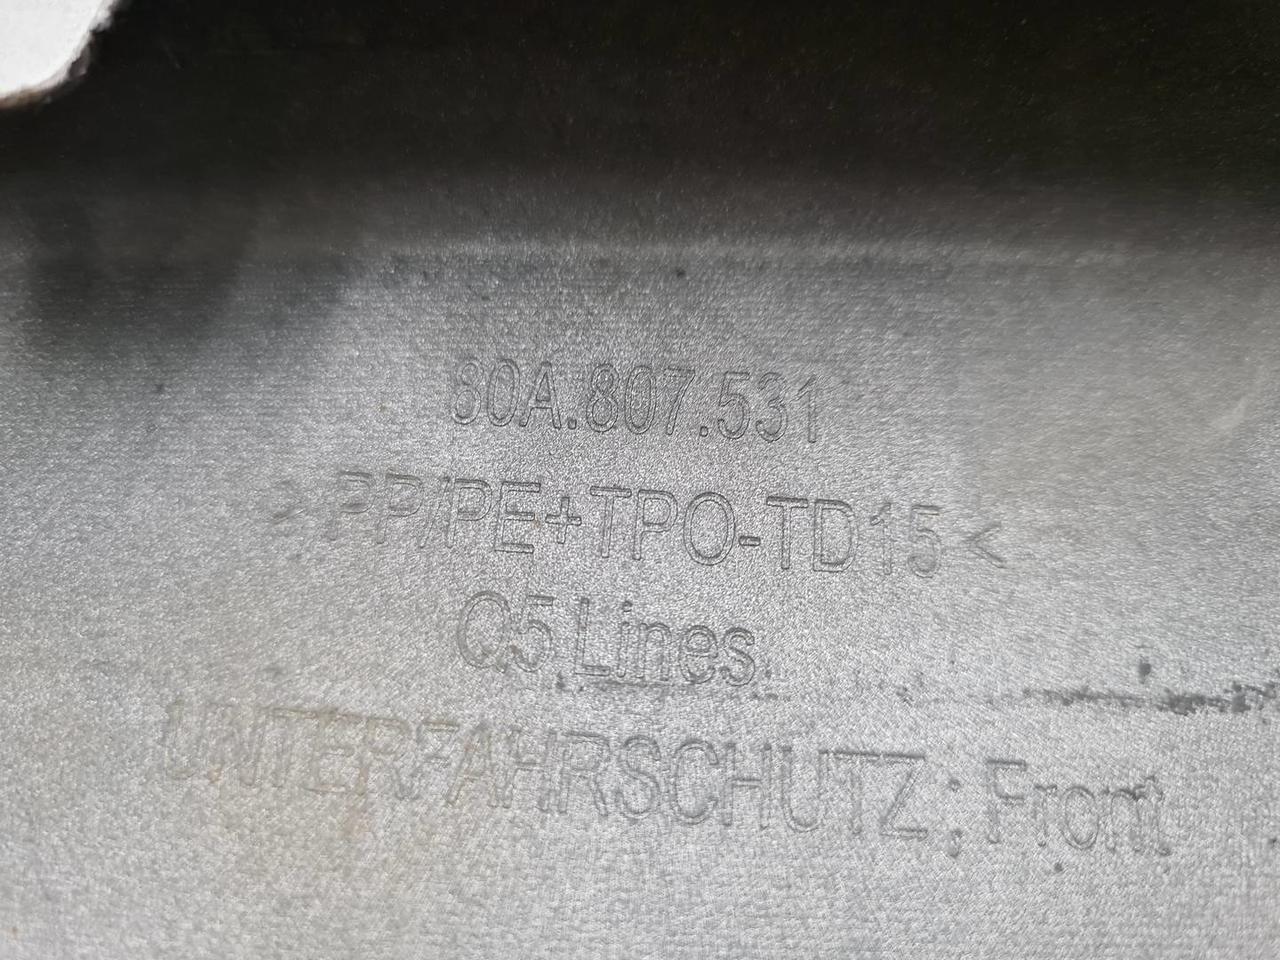 80A.807.531
>PP/PE+TPO-TD15<
Q5 Lines
UNTERFAHRSCHUTZ; Front